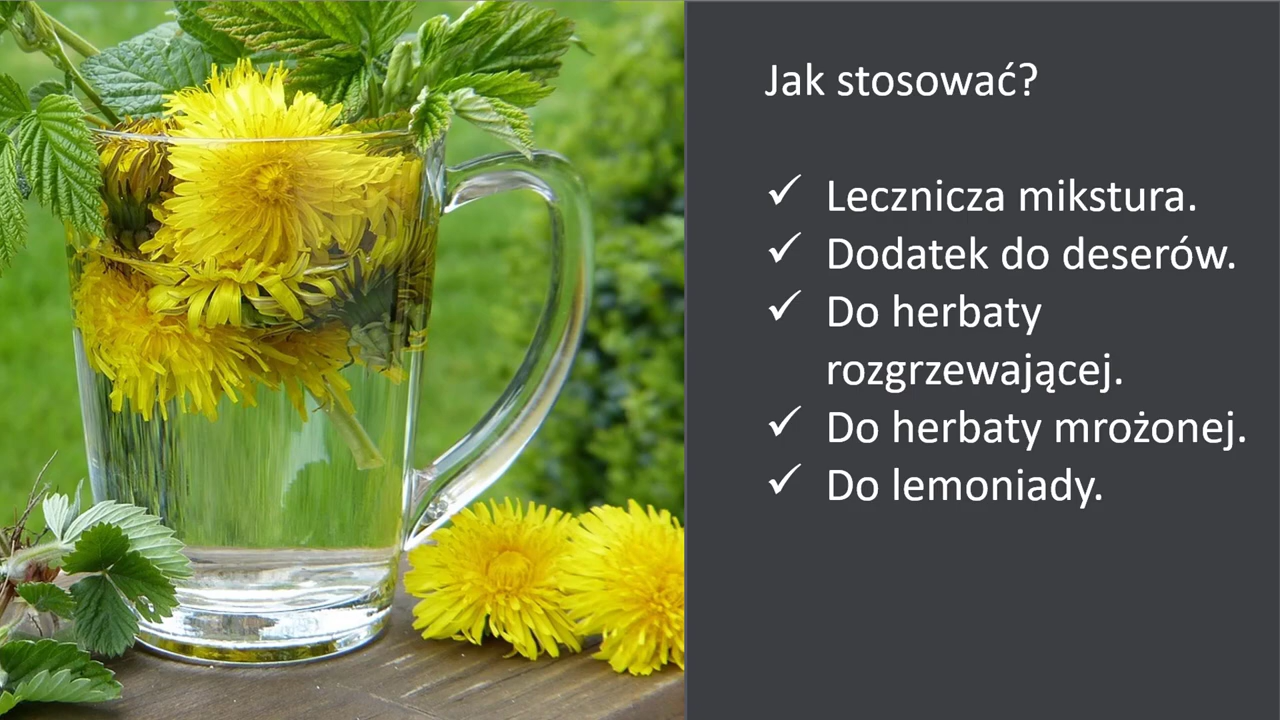 Jak stosować?
✓ Lecznicza mikstura.
✓ Dodatek do deserów.
✓ Do herbaty
rozgrzewającej.
✓ Do herbaty mrożonej.
✓ Do lemoniady.